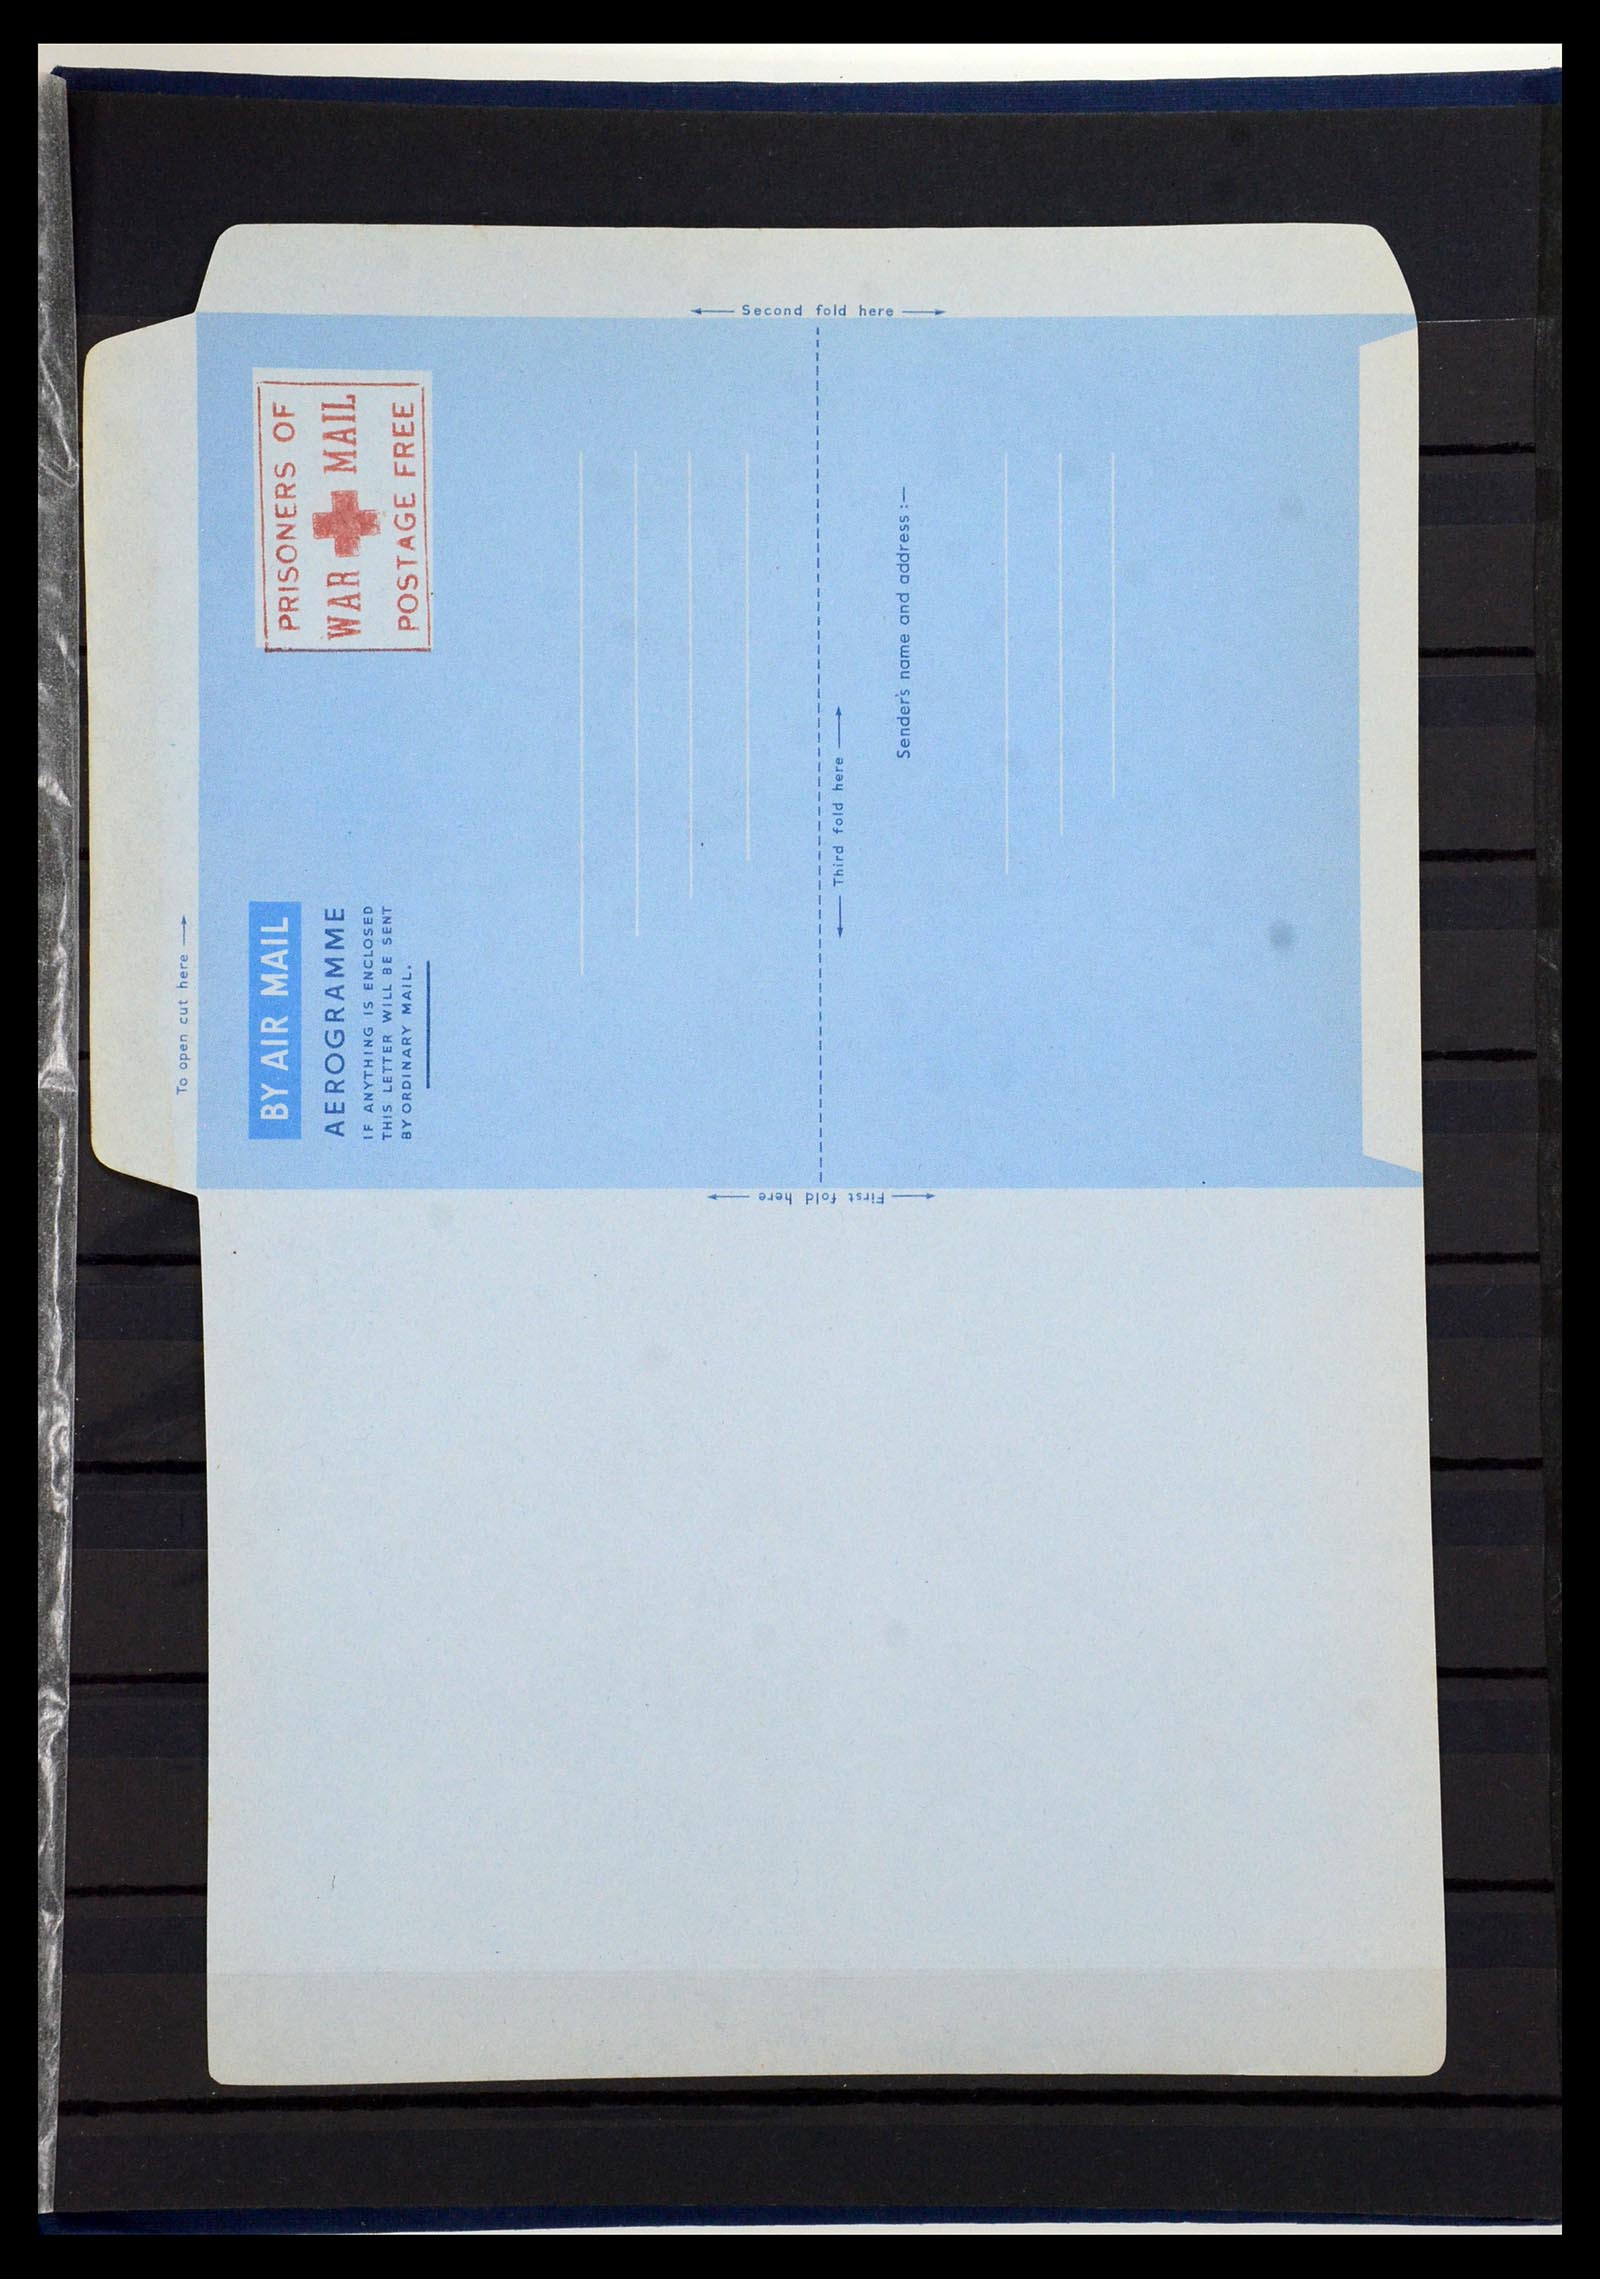 Second fold here
To open cut here
BY AIR MAIL
AEROGRAMME
IF ANYTHING IS ENCLOSED
THIS LETTER WILL BE SENT
BY ORDINARY MAIL.
PRISONERS OF
WAR MAIL
POSTAGE FREE
Third fold here
Sender's name and address :—
First fold here